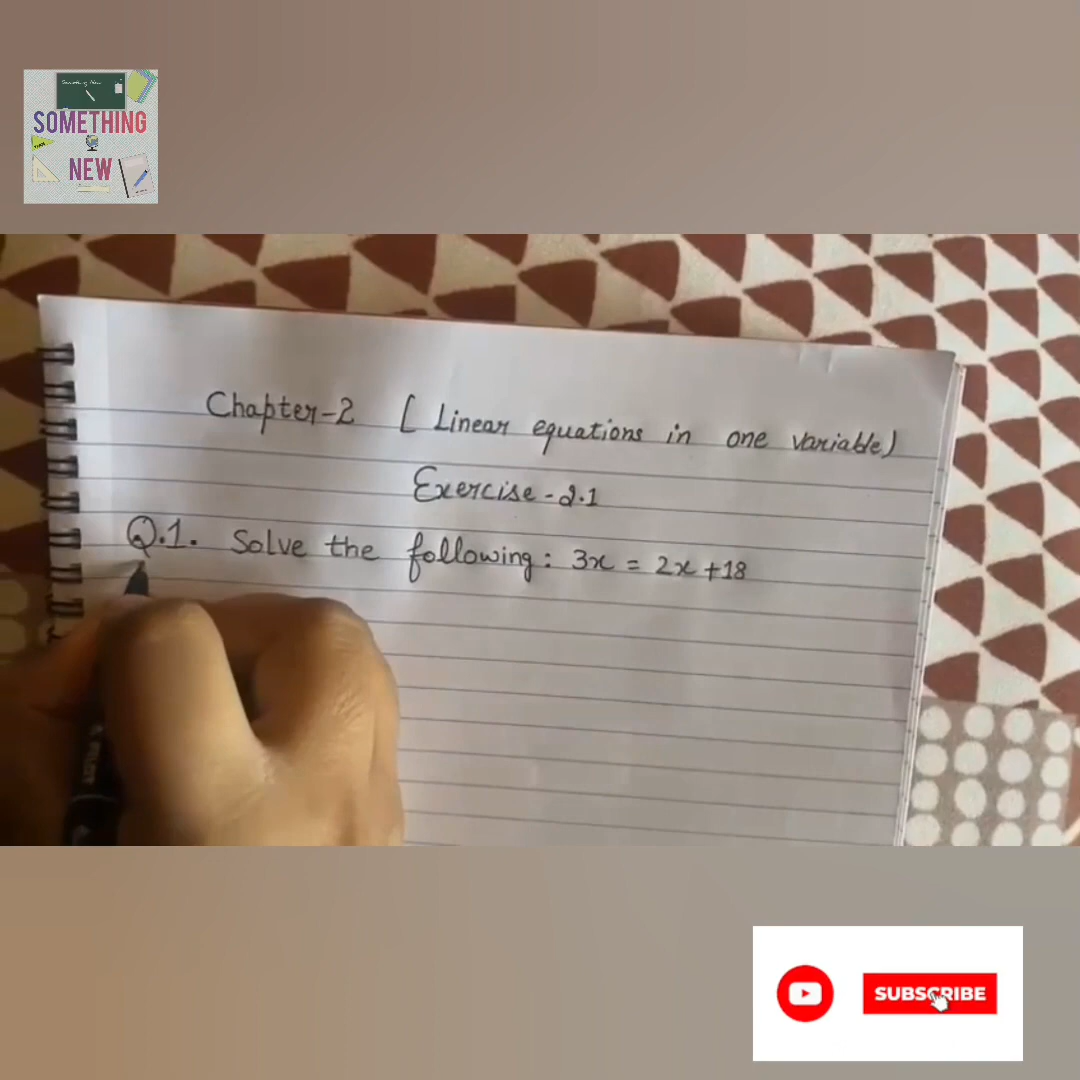 SOMETHING
NEW
Chapter-2 [ Linear equations in one variable)
Exercise-2.1
Q.1. Solve the following: 3x = 2x +18
SUBSCRIBE